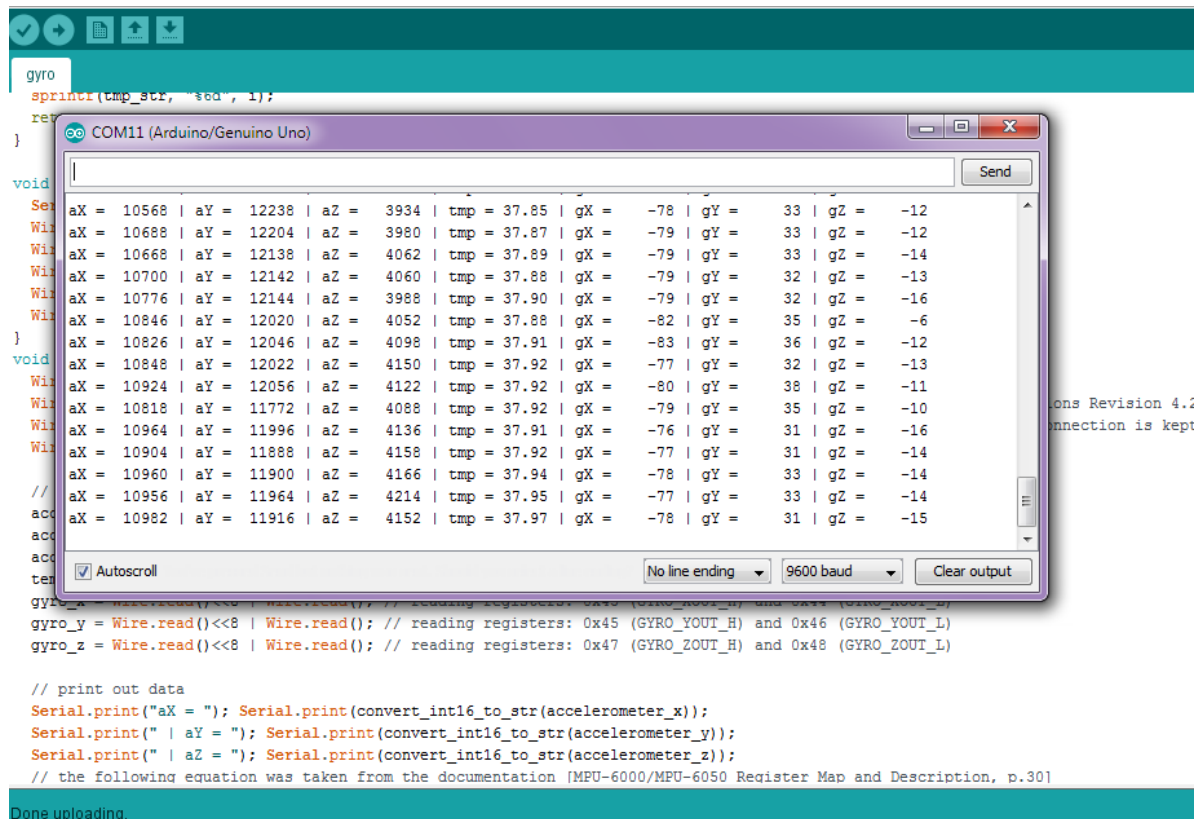 gyro
sprintf(tmp_str, "%6d", i);
ret
}
COM11 (Arduino/Genuino Uno)
Send
void
Ser
Wir
Wir
Wir
Wir
Wir
}
void
Wir
Wir
Wir
Wir
aX = 10568 | aY = 12238 | aZ = 3934 | tmp = 37.85 | gX = -78 | gY = 33 | gZ = -12
aX = 10688 | aY = 12204 | aZ = 3980 | tmp = 37.87 | gX = -79 | gY = 33 | gZ = -12
aX = 10668 | aY = 12138 | aZ = 4062 | tmp = 37.89 | gX = -79 | gY = 33 | gZ = -14
aX = 10700 | aY = 12142 | aZ = 4060 | tmp = 37.88 | gX = -79 | gY = 32 | gZ = -13
aX = 10776 | aY = 12144 | aZ = 3988 | tmp = 37.90 | gX = -79 | gY = 32 | gZ = -16
aX = 10846 | aY = 12020 | aZ = 4052 | tmp = 37.88 | gX = -82 | gY = 35 | gZ = -6
aX = 10826 | aY = 12046 | aZ = 4098 | tmp = 37.91 | gX = -83 | gY = 36 | gZ = -12
aX = 10848 | aY = 12022 | aZ = 4150 | tmp = 37.92 | gX = -77 | gY = 32 | gZ = -13
aX = 10924 | aY = 12056 | aZ = 4122 | tmp = 37.92 | gX = -80 | gY = 38 | gZ = -11
aX = 10818 | aY = 11772 | aZ = 4088 | tmp = 37.92 | gX = -79 | gY = 35 | gZ = -10
aX = 10964 | aY = 11996 | aZ = 4136 | tmp = 37.91 | gX = -76 | gY = 31 | gZ = -16
aX = 10904 | aY = 11888 | aZ = 4158 | tmp = 37.92 | gX = -77 | gY = 31 | gZ = -14
aX = 10960 | aY = 11900 | aZ = 4166 | tmp = 37.94 | gX = -78 | gY = 33 | gZ = -14
aX = 10956 | aY = 11964 | aZ = 4214 | tmp = 37.95 | gX = -77 | gY = 33 | gZ = -14
aX = 10982 | aY = 11916 | aZ = 4152 | tmp = 37.97 | gX = -78 | gY = 31 | gZ = -15
ons Revision 4.2
onnection is kept
//
acc
acc
acc
tem
Autoscroll
No line ending
9600 baud
Clear output
gyro_x = Wire.read()<<8 | Wire.read(); // reading registers: 0x43 (GYRO_XOUT_H) and 0x44 (GYRO_XOUT_L)
gyro_y = Wire.read()<<8 | Wire.read(); // reading registers: 0x45 (GYRO_YOUT_H) and 0x46 (GYRO_YOUT_L)
gyro_z = Wire.read()<<8 | Wire.read(); // reading registers: 0x47 (GYRO_ZOUT_H) and 0x48 (GYRO_ZOUT_L)
// print out data
Serial.print("aX = "); Serial.print(convert_int16_to_str(accelerometer_x));
Serial.print(" | aY = "); Serial.print(convert_int16_to_str(accelerometer_y));
Serial.print(" | aZ = "); Serial.print(convert_int16_to_str(accelerometer_z));
// the following equation was taken from the documentation [MPU-6000/MPU-6050 Register Map and Description, p.30]
Done uploading.